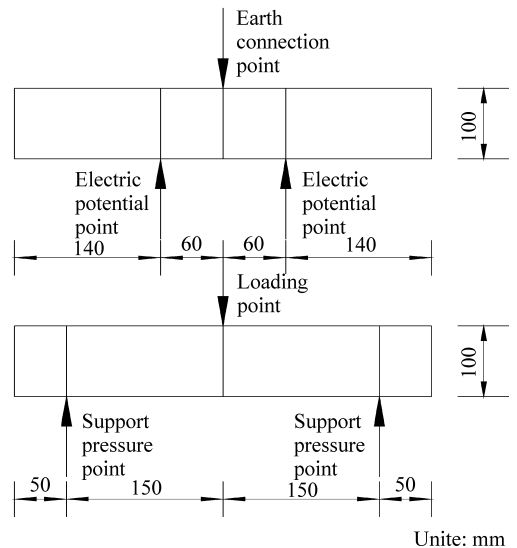 Earth
connection
point
100
Electric
potential
point
Electric
potential
point
140
60
60
140
Loading
point
100
Support
pressure
point
Support
pressure
point
50
150
150
50
Unite: mm